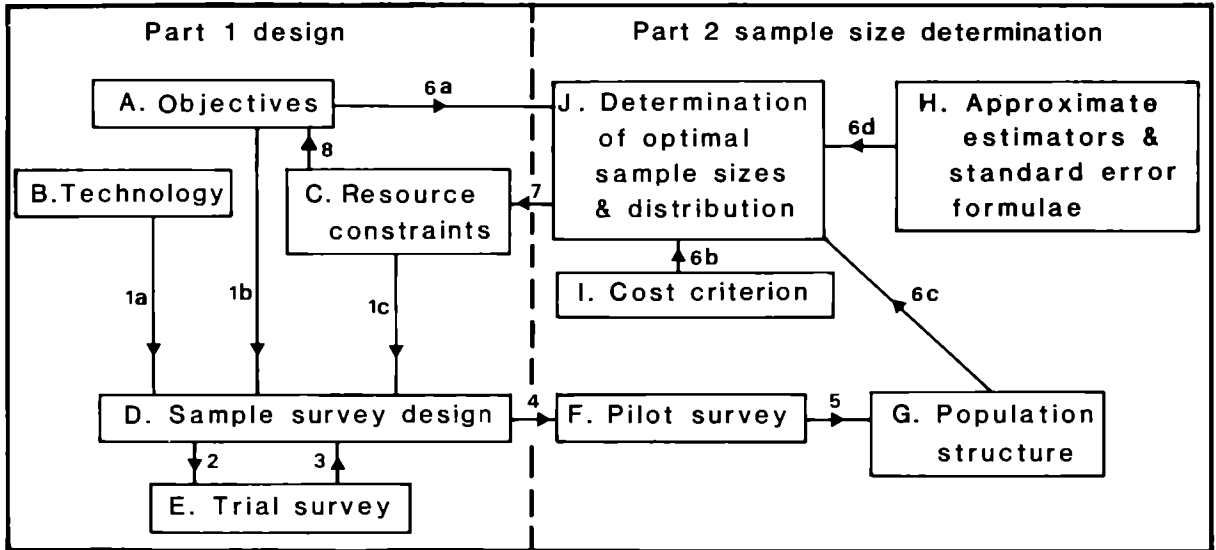 Part 1 design
Part 2 sample size determination
A. Objectives
6a
J. Determination
of optimal
sample sizes
& distribution
6d
H. Approximate
estimators &
standard error
formulae
8
B. Technology
C. Resource
constraints
7
6b
I. Cost criterion
1a
1b
1c
6c
D. Sample survey design
4
F. Pilot survey
5
G. Population
structure
2
3
E. Trial survey